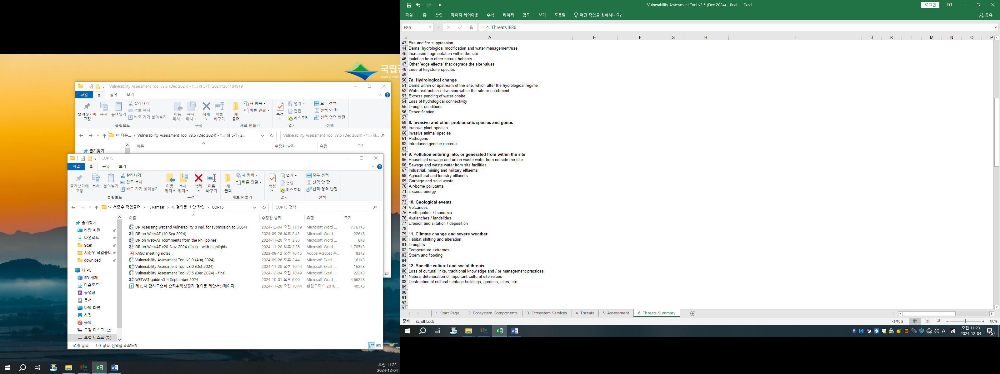 국립공
KOREA NATI
Vulnerability Assessment Tool v3.5 (Dec 2024) - fi...(외 5개)_20241204104919
파일 홈 공유 보기
즐겨찾기에 고정
복사
붙여넣기
잘라내기
경로 복사
바로 가기 붙여넣기
클립보드
이동 위치
복사 위치
삭제
이름 바꾸기
구성
새 폴더
새 항목
빠른 연결
새로 만들기
속성
열기
편집
히스토리
열기
모두 선택
선택 안 함
선택 영역 반전
선택
« 다운... › Vulnerability Assessment Tool v3.5 (Dec 2024) - fi...(외 5개)_2...
Vulnerability Assessment Tool v3.5 (Dec 2024) - fi...(외...
즐겨찾기
이름 수정한 날짜 유형 크기
COP15
파일 홈 공유 보기
즐겨찾기에 고정
복사
붙여넣기
잘라내기
경로 복사
바로 가기 붙여넣기
클립보드
이동 위치
복사 위치
삭제
이름 바꾸기
구성
새 폴더
새 항목
빠른 연결
새로 만들기
속성
열기
편집
히스토리
열기
모두 선택
선택 안 함
선택 영역 반전
선택
« 서준우 작업폴더 › 1. Ramsar › 4. 결의문 초안 작업 › COP15
COP15 검색
즐겨찾기
바탕 화면
다운로드
Scan
서준우 작업폴더
download
내 PC
3D 개체
다운로드
동영상
문서
바탕 화면
사진
음악
로컬 디스크 (C:)
로컬 디스크 (D:)
이름 수정한 날짜 유형 크기
DR Assessing wetland vulnerability (Final, for submission to SC64) 2024-12-04 오전 11:19 Microsoft Word ... 7,761KB
DR on WetVAT (10 Sep 2024) 2024-09-26 오후 2:43 Microsoft Word ... 226KB
DR on WetVAT (comments from the Philippines) 2024-11-20 오후 3:36 Microsoft Word ... 8KB
DR on WetVAT v20-Nov-2024 (final) - with highlights 2024-11-20 오후 3:36 Microsoft Word ... 1,705KB
RASC meeting notes 2023-09-12 오전 10:15 Adobe Acrobat 문... 83KB
Vulnerability Assessment Tool v3.0 (Aug 2024) 2024-09-26 오후 2:44 Microsoft Excel ... 161KB
Vulnerability Assessment Tool v3.0 (Oct 2024) 2024-11-20 오전 10:44 Microsoft Excel ... 162KB
Vulnerability Assessment Tool v3.5 (Dec 2024) - final 2024-12-04 오전 10:49 Microsoft Excel ... 222KB
WETVAT guide v5 4 September 2024 2024-10-01 오후 6:00 Microsoft Word ... 4,662KB
제15차 람사르총회 습지취약성평가 결의문 제안서(1페이지) 2024-11-20 오전 10:44 한컴오피스 2018 ... 405KB
10개 항목 1개 항목 선택함 4.48MB
오전 11:23
2024-12-04
Vulnerability Assessment Tool v3.5 (Dec 2024) - final - Excel
로그인
파일 홈 삽입 페이지 레이아웃 수식 데이터 검토 보기 도움말 어떤 작업을 원하시나요?
공유
F86 fx ='4. Threats'!E86
A E F G H I J K L M N O P
43 Fire and fire suppression
44 Dams, hydrological modification and water management/use
45 Increased fragmentation within the site
46 Isolation from other natural habitats
47 Other 'edge effects' that degrade the site values
48 Loss of keystone species
49
50 7a. Hydrological change
51 Dams within or upstream of the site, which alter the hydrological regime
52 Water extraction / diversion within the site or catchment
53 Excess ponding of water onsite
54 Loss of hydrological connectivity
55 Drought conditions
56 Desertification
57
58 8. Invasive and other problematic species and genes
59 Invasive plant species
60 Invasive animal species
61 Pathogens
62 Introduced genetic material
63
64 9. Pollution entering into, or generated from within the site
65 Household sewage and urban waste water from outside the site
66 Sewage and waste water from site facilities
67 Industrial, mining and military effluents
68 Agricultural and forestry effluents
69 Garbage and solid waste
70 Air-borne pollutants
71 Excess energy
72
73 10. Geological events
74 Volcanoes
75 Earthquakes / tsunamis
76 Avalanches / landslides
77 Erosion and siltation / deposition
78
79 11. Climate change and severe weather
80 Habitat shifting and alteration
81 Droughts
82 Temperature extremes
83 Storm and flooding
84
85 12. Specific cultural and social threats
86 Loss of cultural links, traditional knowledge and / or management practices
87 Natural deterioration of important cultural site values
88 Destruction of cultural heritage buildings, gardens, sites, etc.
89
90
91
92
93
1. Start Page 2. Ecosystem Components 3. Ecosystem Services 4. Threats 5. Assessment 6. Threats Summary
준비 Scroll Lock
개수: 3
100%
A
오전 11:23
2024-12-04
5